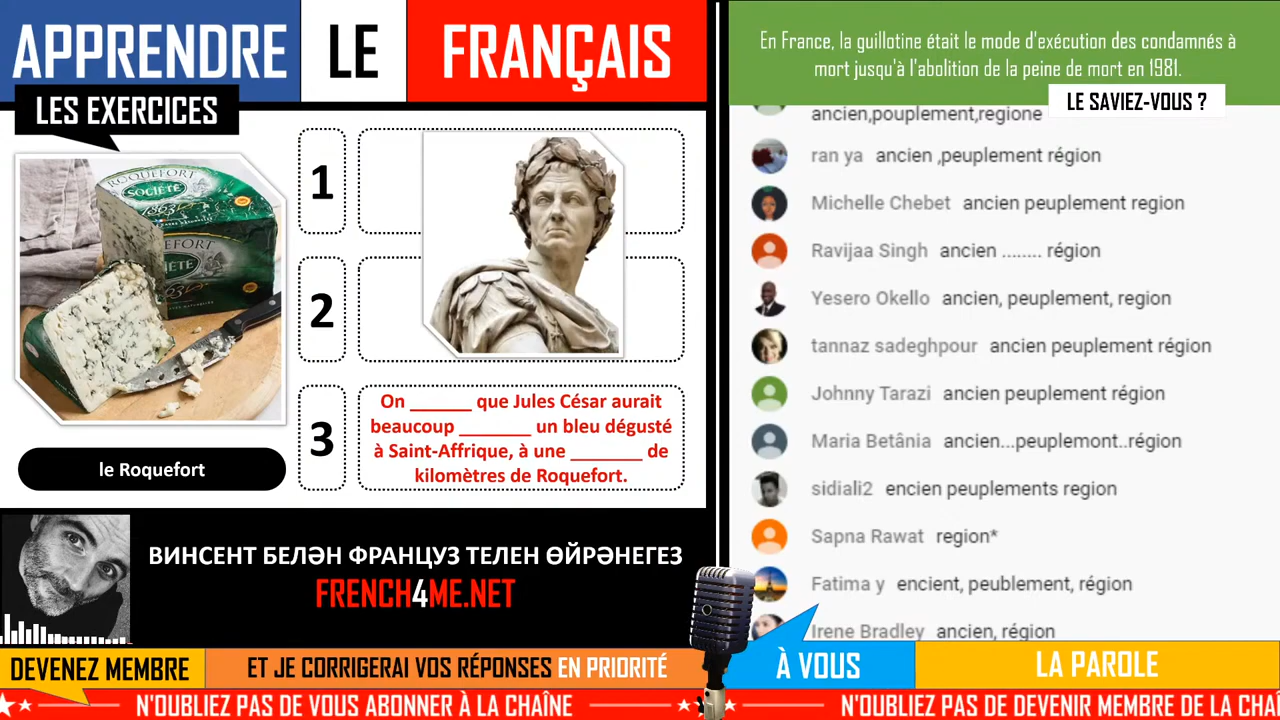 APPRENDRE LE FRANÇAIS
LES EXERCICES
ROQUEFORT
SOCIÉTÉ
1863
1
2
3
On ______ que Jules César aurait
beaucoup _______ un bleu dégusté
à Saint-Affrique, à une _______ de
kilomètres de Roquefort.
le Roquefort
ВИНСЕНТ БЕЛӘН ФРАНЦУЗ ТЕЛЕН ӨЙРӘНЕГЕЗ
FRENCH4ME.NET
En France, la guillotine était le mode d'exécution des condamnés à
mort jusqu'à l'abolition de la peine de mort en 1981.
LE SAVIEZ-VOUS ?
ancien,pouplement,regione
ran ya ancien ,peuplement région
Michelle Chebet ancien peuplement region
Ravijaa Singh ancien ........ région
Yesero Okello ancien, peuplement, region
tannaz sadeghpour ancien peuplement région
Johnny Tarazi ancien peuplement région
Maria Betânia ancien...peuplemont..région
sidiali2 encien peuplements region
Sapna Rawat region*
Fatima y encient, peublement, région
Irene Bradley ancien, région
À VOUS LA PAROLE
DEVENEZ MEMBRE ET JE CORRIGERAI VOS RÉPONSES EN PRIORITÉ
N'OUBLIEZ PAS DE VOUS ABONNER À LA CHAÎNE N'OUBLIEZ PAS DE DEVENIR MEMBRE DE LA CHA